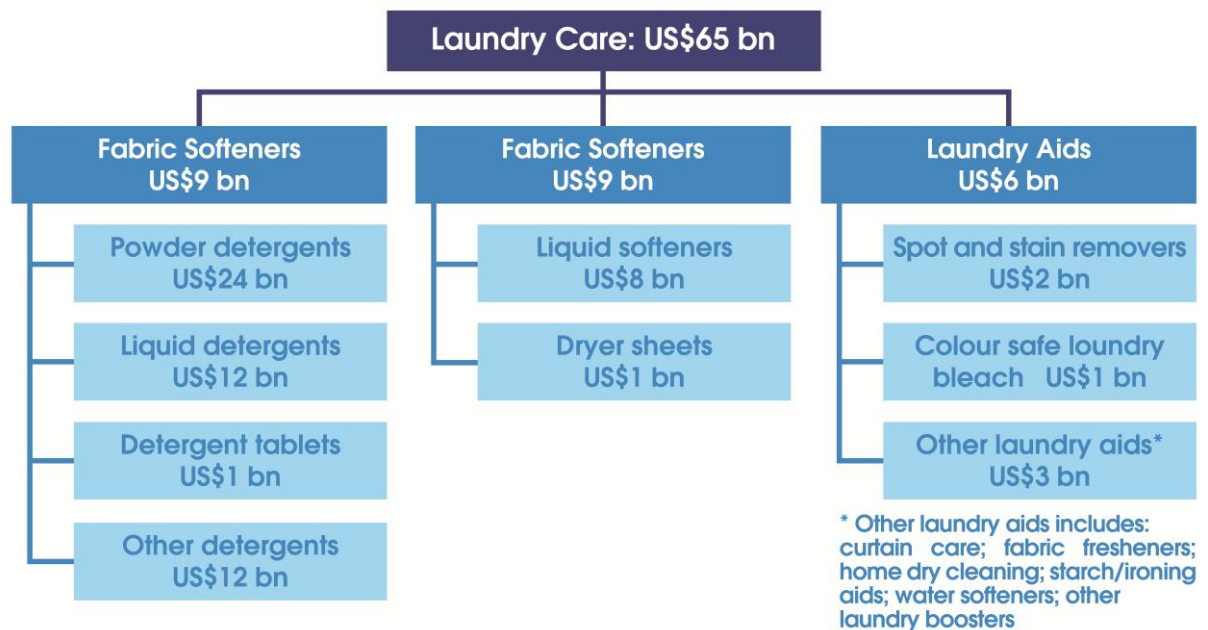 Laundry Care: US$65 bn
Fabric Softeners
US$9 bn
Powder detergents
US$24 bn
Liquid detergents
US$12 bn
Detergent tablets
US$1 bn
Other detergents
US$12 bn
Fabric Softeners
US$9 bn
Liquid softeners
US$8 bn
Dryer sheets
US$1 bn
Laundry Aids
US$6 bn
Spot and stain removers
US$2 bn
Colour safe loundry
bleach US$1 bn
Other laundry aids*
US$3 bn
* Other laundry aids includes:
curtain care; fabric fresheners;
home dry cleaning; starch/ironing
aids; water softeners; other
laundry boosters